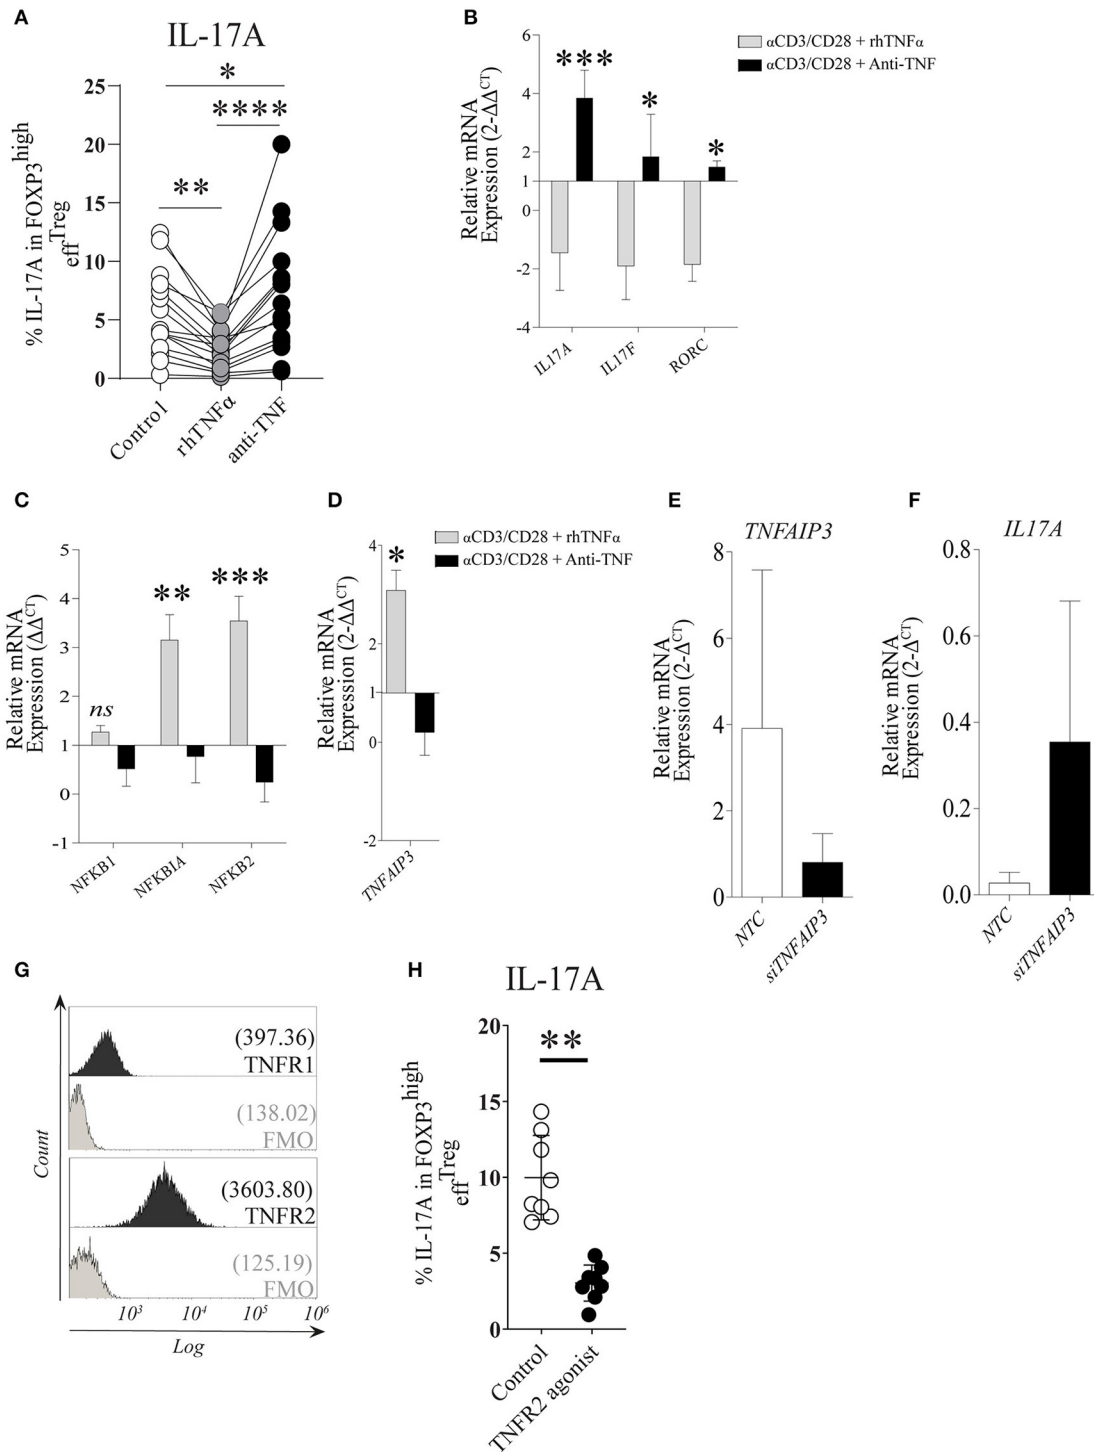 A
IL-17A
*
****
**
25
20
15
10
5
0
% IL-17A in FOXP3high
effTreg
Control
rhTNFα
anti-TNF
B
αCD3/CD28 + rhTNFα
αCD3/CD28 + Anti-TNF
***
*
*
6
4
2
1
0
-2
-4
Relative mRNA
Expression (2-ΔΔCT)
IL17A
IL17F
RORC
C
5
4
3
2
1
0
-1
Relative mRNA
Expression (ΔΔCT)
ns
**
***
NFKB1
NFKBIA
NFKB2
D
αCD3/CD28 + rhTNFα
αCD3/CD28 + Anti-TNF
*
4
2
1
0
-2
Relative mRNA
Expression (2-ΔΔCT)
TNFAIP3
E
TNFAIP3
8
6
4
2
0
Relative mRNA
Expression (2-ΔCT)
NTC
siTNFAIP3
F
IL17A
0.8
0.6
0.4
0.2
0.0
Relative mRNA
Expression (2-ΔCT)
NTC
siTNFAIP3
G
(397.36)
TNFR1
(138.02)
FMO
(3603.80)
TNFR2
(125.19)
FMO
Count
103 104 105 106
Log
H
IL-17A
**
20
15
10
5
0
% IL-17A in FOXP3high
effTreg
Control
TNFR2 agonist